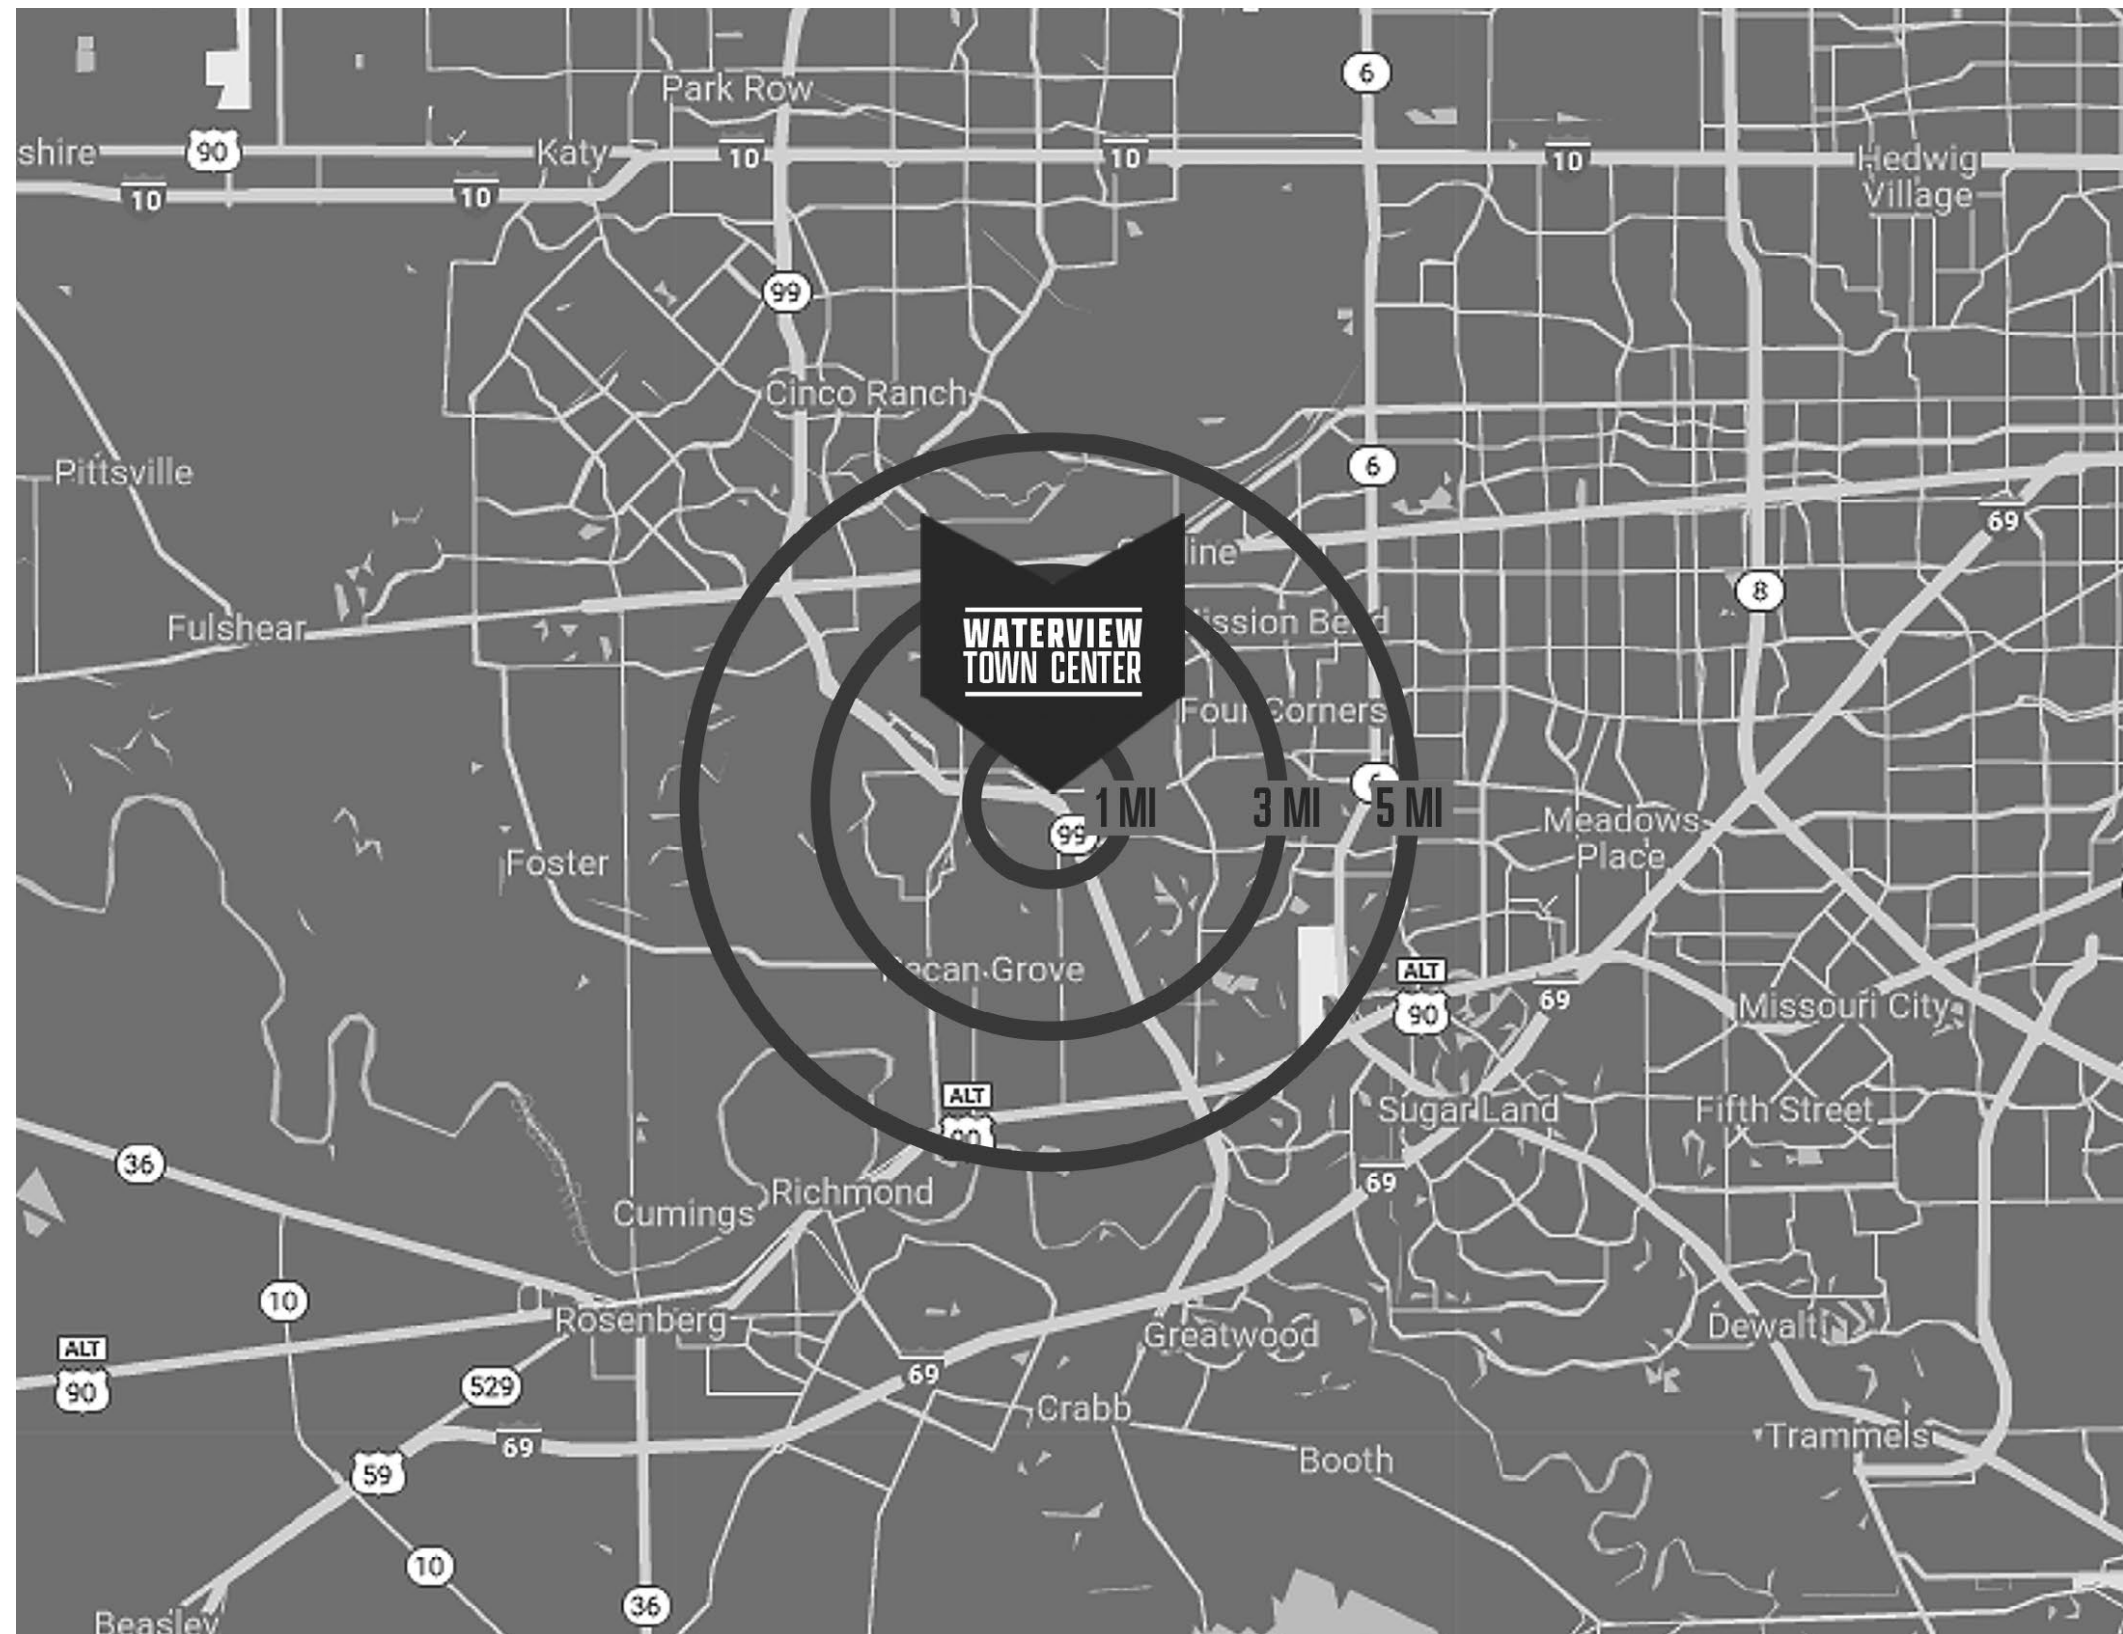 6
Park Row
shire
90
Katy
10
10
10
Hedwig
Village
10
10
99
Cinco Ranch
6
Pittsville
69
8
Fulshear
WATERVIEW
TOWN CENTER
Four Corners
1 MI
3 MI
5 MI
99
Meadows
Place
Foster
Pecan Grove
ALT
90
69
Missouri City
ALT
90
Sugar Land
Fifth Street
36
69
Richmond
Cumings
10
Rosenberg
Dewalt
Greatwood
ALT
90
69
529
Crabb
69
Trammels
59
Booth
10
36
Beasley